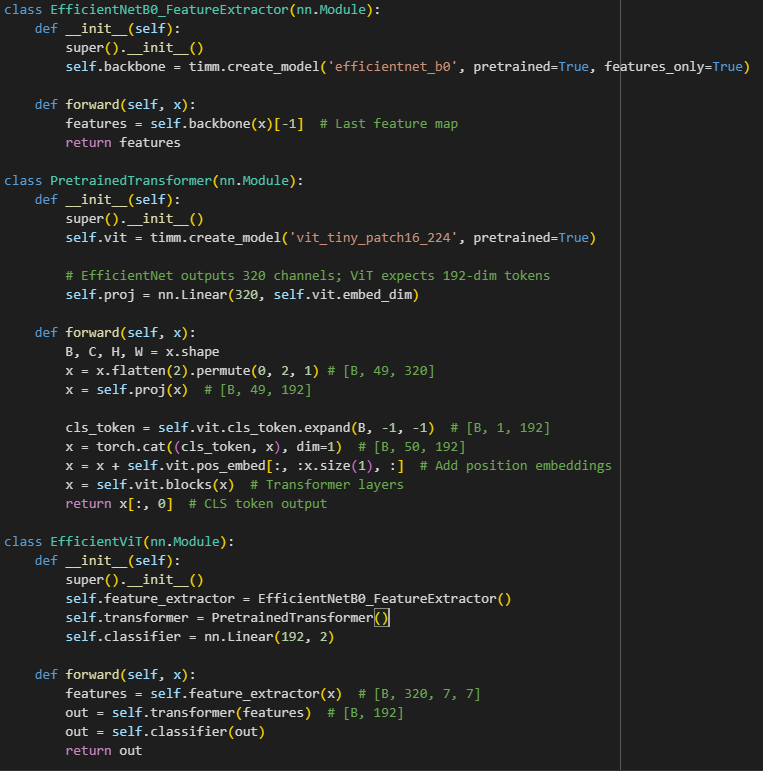 class EfficientNetB0_FeatureExtractor(nn.Module):
    def __init__(self):
        super().__init__()
        self.backbone = timm.create_model('efficientnet_b0', pretrained=True, features_only=True)

    def forward(self, x):
        features = self.backbone(x)[-1]  # Last feature map
        return features

class PretrainedTransformer(nn.Module):
    def __init__(self):
        super().__init__()
        self.vit = timm.create_model('vit_tiny_patch16_224', pretrained=True)

        # EfficientNet outputs 320 channels; ViT expects 192-dim tokens
        self.proj = nn.Linear(320, self.vit.embed_dim)

    def forward(self, x):
        B, C, H, W = x.shape
        x = x.flatten(2).permute(0, 2, 1) # [B, 49, 320]
        x = self.proj(x)  # [B, 49, 192]

        cls_token = self.vit.cls_token.expand(B, -1, -1)  # [B, 1, 192]
        x = torch.cat((cls_token, x), dim=1)  # [B, 50, 192]
        x = x + self.vit.pos_embed[:, :x.size(1), :]  # Add position embeddings
        x = self.vit.blocks(x)  # Transformer layers
        return x[:, 0]  # CLS token output

class EfficientViT(nn.Module):
    def __init__(self):
        super().__init__()
        self.feature_extractor = EfficientNetB0_FeatureExtractor()
        self.transformer = PretrainedTransformer()
        self.classifier = nn.Linear(192, 2)

    def forward(self, x):
        features = self.feature_extractor(x)  # [B, 320, 7, 7]
        out = self.transformer(features)  # [B, 192]
        out = self.classifier(out)
        return out